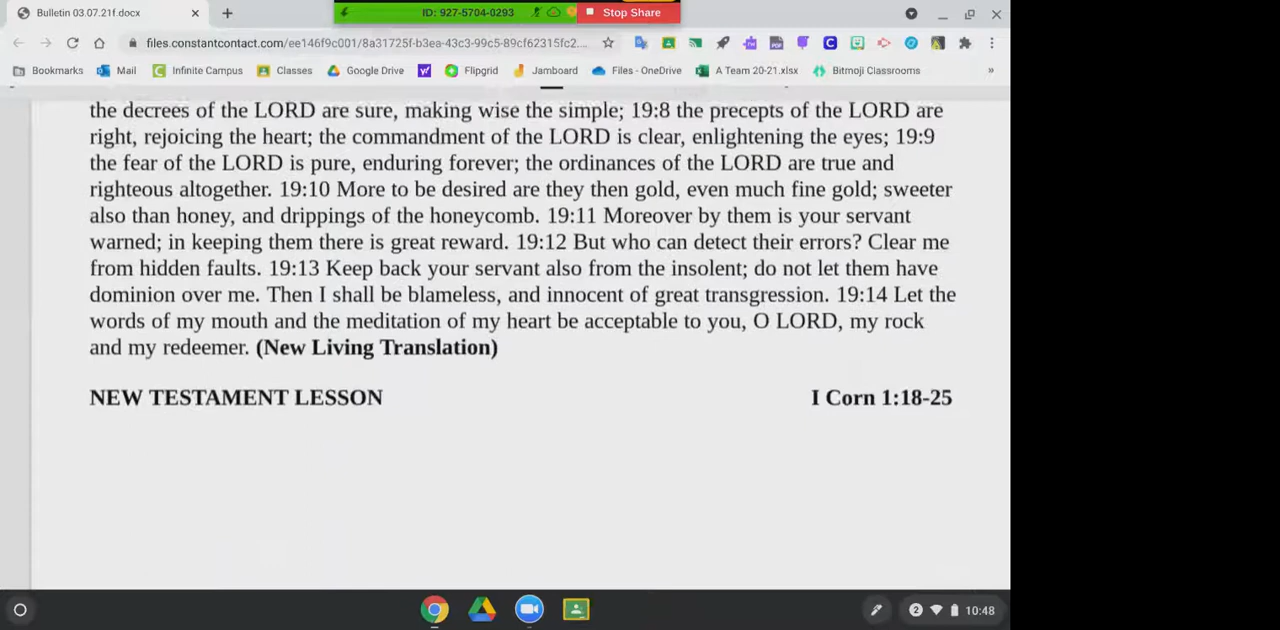 Bulletin 03.07.21f.docx
ID: 927-5704-0293
Stop Share
files.constantcontact.com/ee146f9c001/8a31725f-b3ea-43c3-99c5-89cf62315fc2...
Bookmarks Mail Infinite Campus Classes Google Drive Flipgrid Jamboard Files - OneDrive A Team 20-21.xlsx Bitmoji Classrooms »
the decrees of the LORD are sure, making wise the simple; 19:8 the precepts of the LORD are
right, rejoicing the heart; the commandment of the LORD is clear, enlightening the eyes; 19:9
the fear of the LORD is pure, enduring forever; the ordinances of the LORD are true and
righteous altogether. 19:10 More to be desired are they then gold, even much fine gold; sweeter
also than honey, and drippings of the honeycomb. 19:11 Moreover by them is your servant
warned; in keeping them there is great reward. 19:12 But who can detect their errors? Clear me
from hidden faults. 19:13 Keep back your servant also from the insolent; do not let them have
dominion over me. Then I shall be blameless, and innocent of great transgression. 19:14 Let the
words of my mouth and the meditation of my heart be acceptable to you, O LORD, my rock
and my redeemer. (New Living Translation)
NEW TESTAMENT LESSON I Corn 1:18-25
2 10:48